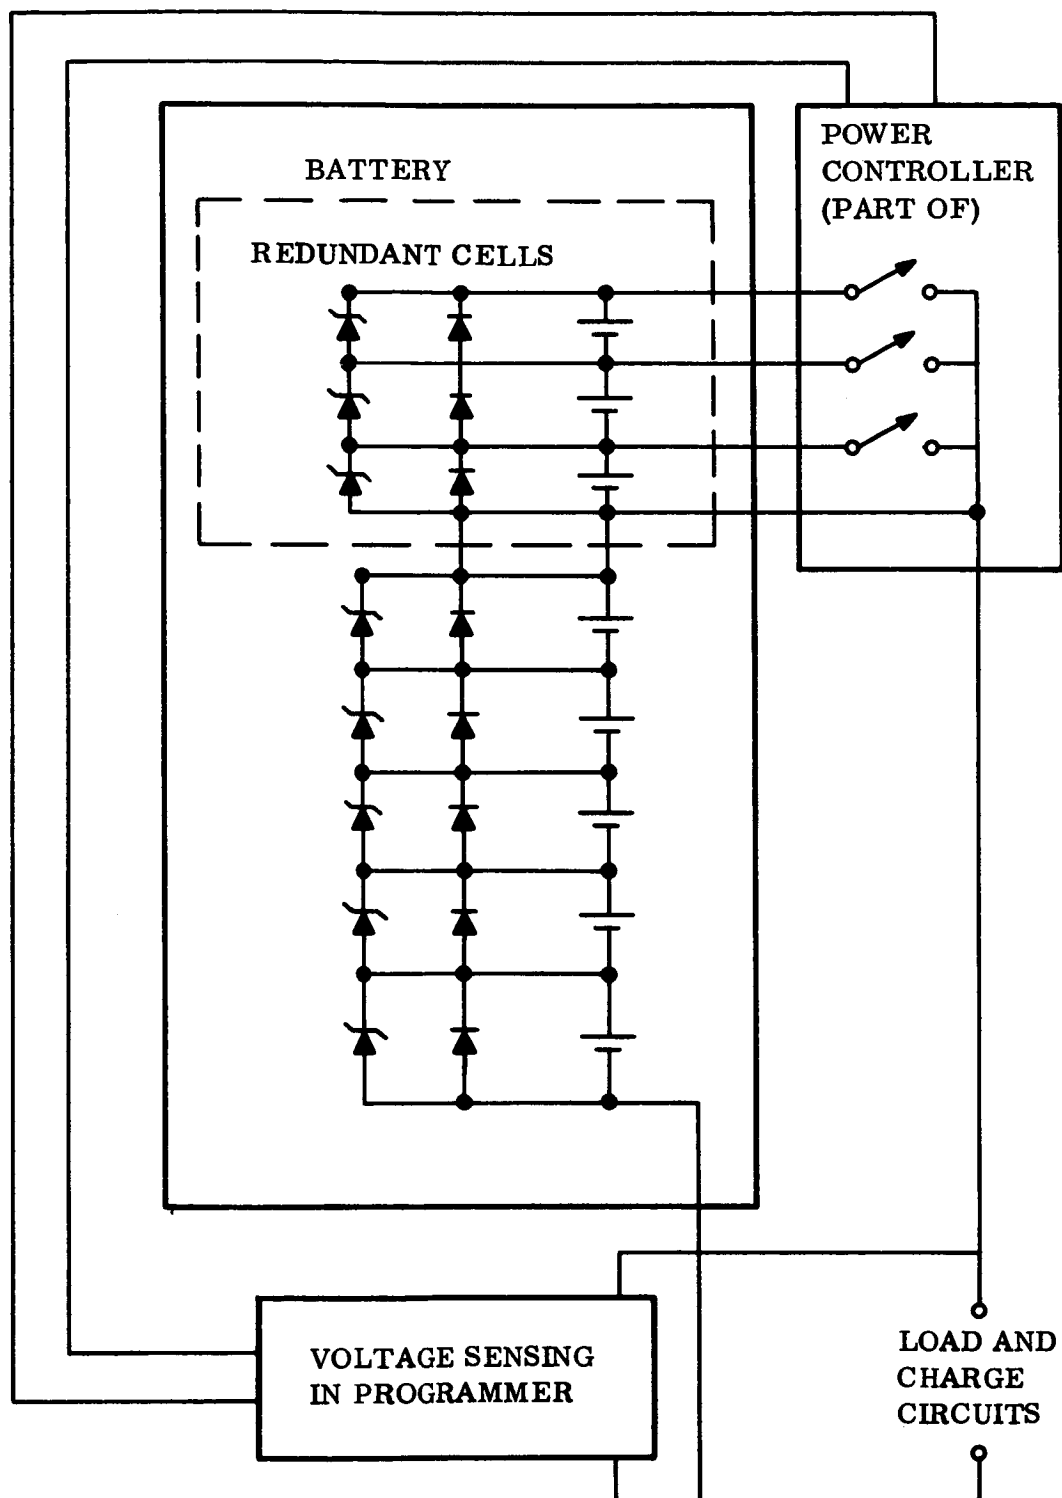 BATTERY
REDUNDANT CELLS
POWER
CONTROLLER
(PART OF)
VOLTAGE SENSING
IN PROGRAMMER
LOAD AND
CHARGE
CIRCUITS